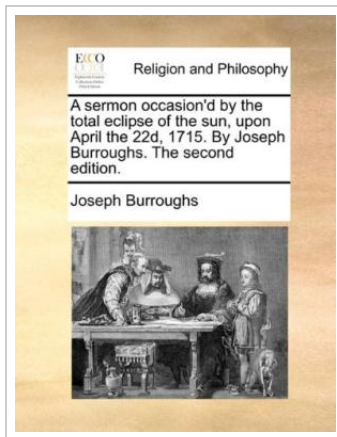 ECCO
Religion and Philosophy
A sermon occasion'd by the
total eclipse of the sun, upon
April the 22d, 1715. By Joseph
Burroughs. The second
edition.
Joseph Burroughs